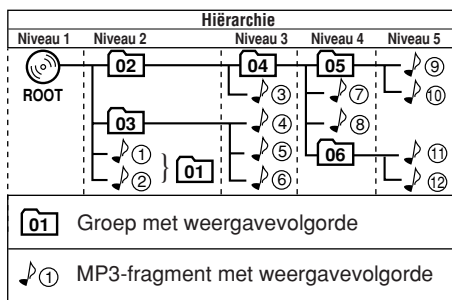 Hiërarchie
Niveau 1 Niveau 2 Niveau 3 Niveau 4 Niveau 5
02 04 05 ⑨
ROOT ③ ⑦ ⑩
03 ④ ⑧
① ⑤ 06 ⑪
② 01 ⑥ ⑫
01 Groep met weergavevolgorde
① MP3-fragment met weergavevolgorde